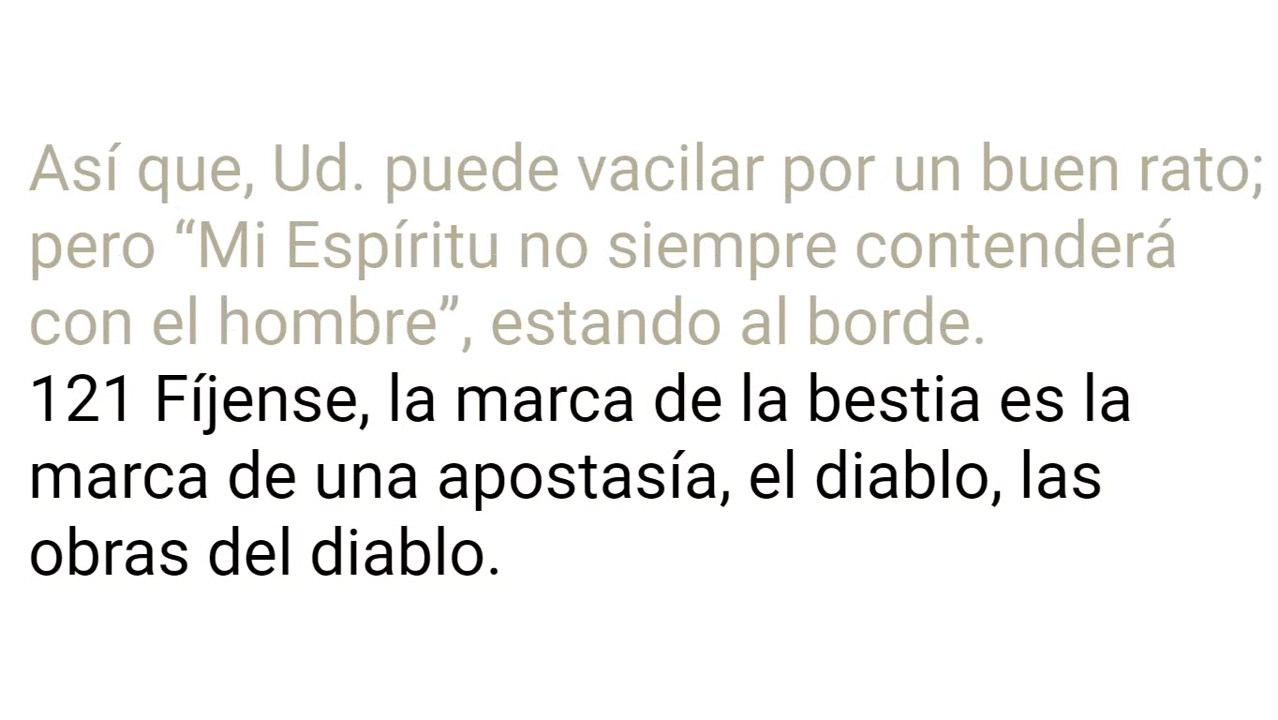 Así que, Ud. puede vacilar por un buen rato;
pero “Mi Espíritu no siempre contenderá
con el hombre”, estando al borde.
121 Fíjense, la marca de la bestia es la
marca de una apostasía, el diablo, las
obras del diablo.